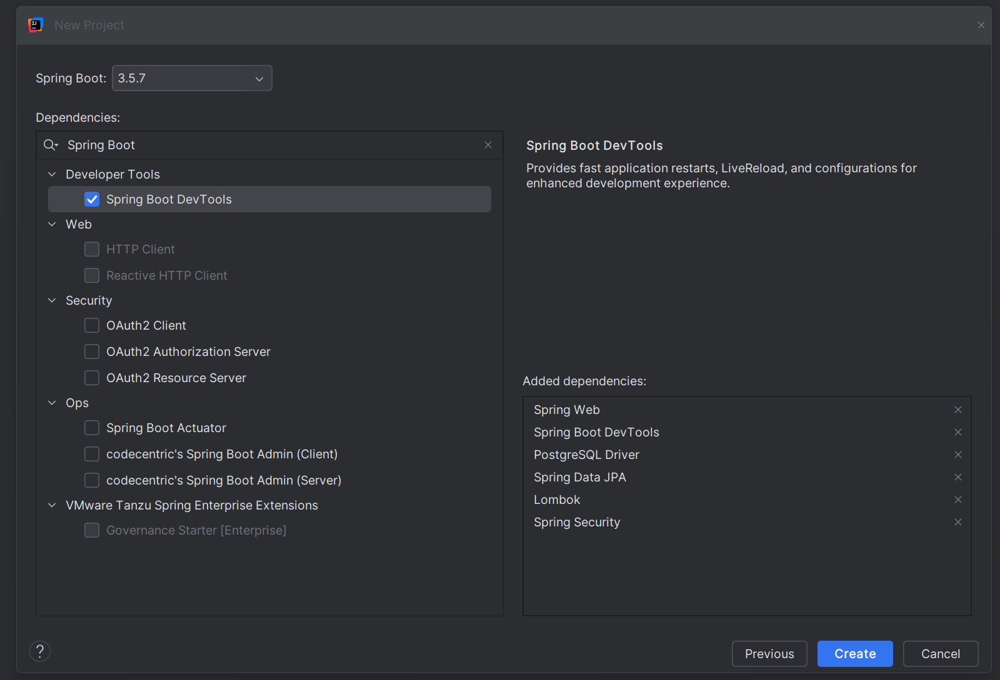 New Project
Spring Boot: 3.5.7
Dependencies:
Spring Boot
Developer Tools
Spring Boot DevTools
Web
HTTP Client
Reactive HTTP Client
Security
OAuth2 Client
OAuth2 Authorization Server
OAuth2 Resource Server
Ops
Spring Boot Actuator
codecentric's Spring Boot Admin (Client)
codecentric's Spring Boot Admin (Server)
VMware Tanzu Spring Enterprise Extensions
Governance Starter [Enterprise]
Spring Boot DevTools
Provides fast application restarts, LiveReload, and configurations for
enhanced development experience.
Added dependencies:
Spring Web
Spring Boot DevTools
PostgreSQL Driver
Spring Data JPA
Lombok
Spring Security
?
Previous
Create
Cancel